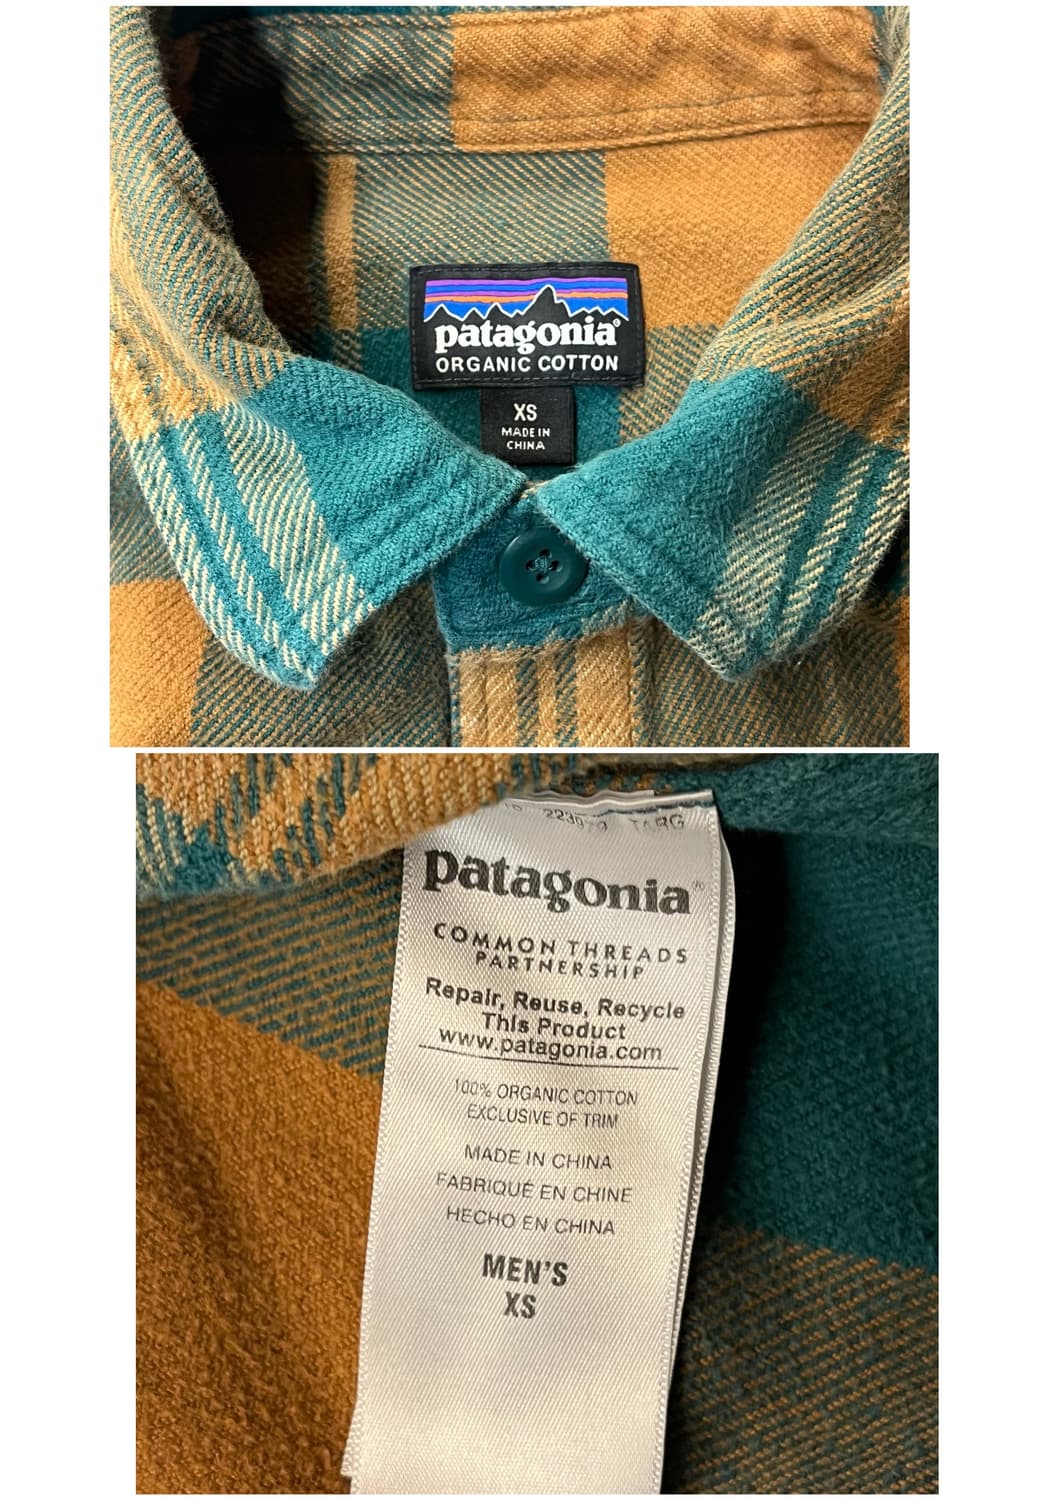 patagonia®
ORGANIC COTTON
XS
MADE IN
CHINA
patagonia®
COMMON THREADS
PARTNERSHIP
Repair, Reuse, Recycle
This Product
www.patagonia.com
100% ORGANIC COTTON
EXCLUSIVE OF TRIM
MADE IN CHINA
FABRIQUÉ EN CHINE
HECHO EN CHINA
MEN'S
XS